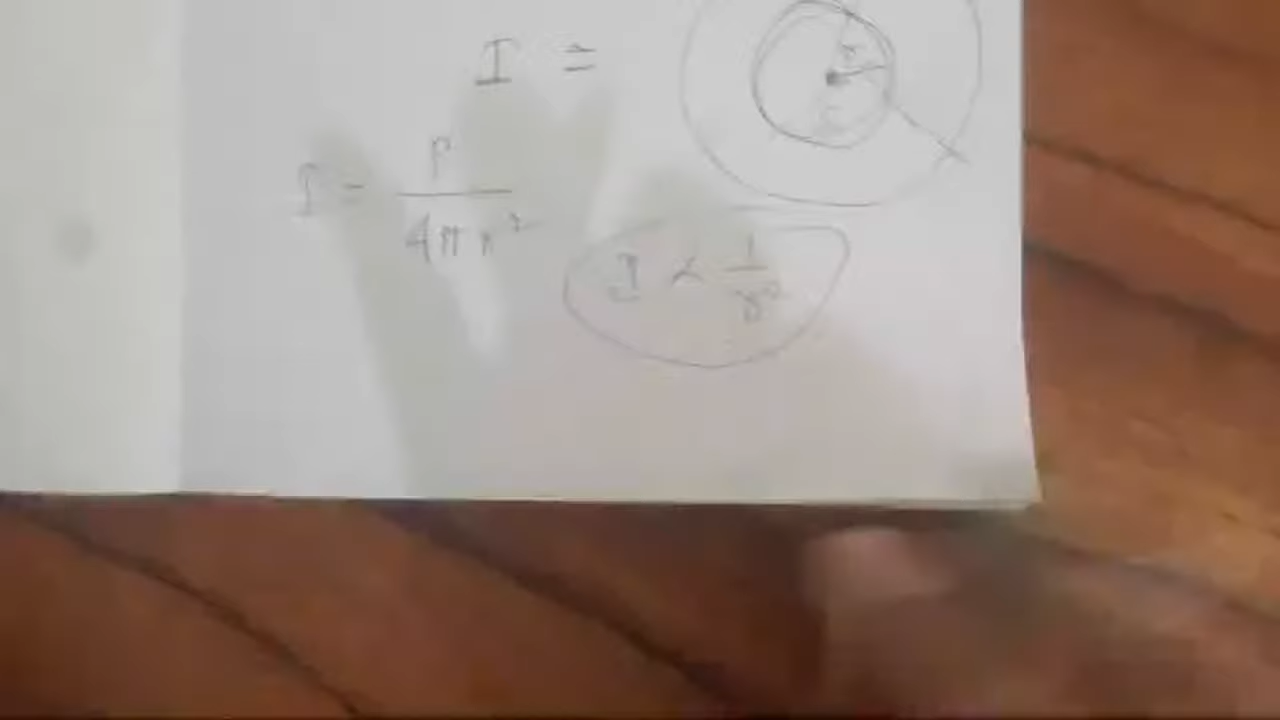 I =
I = P / 4πr²
I ∝ 1 / r²